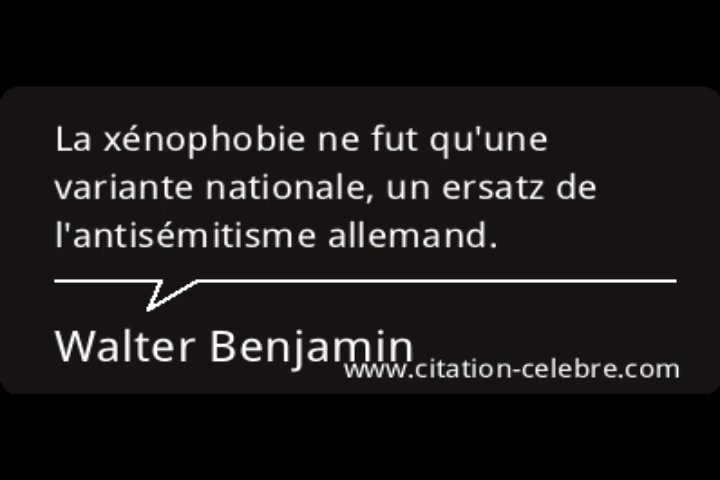 La xénophobie ne fut qu'une
variante nationale, un ersatz de
l'antisémitisme allemand.
Walter Benjamin
www.citation-celebre.com